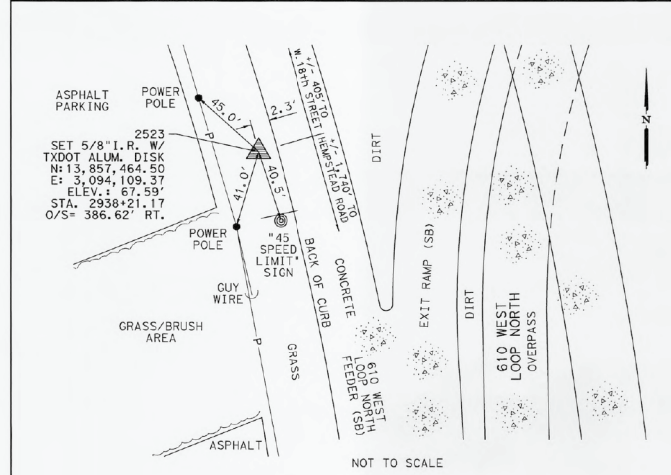 ASPHALT
PARKING
POWER
POLE
45.0'
2.3'
+/- 405' TO
W. 18th STREET
+/- 1,740' TO
HEMPSTEAD ROAD
2523
SET 5/8" I.R. W/
TXDOT ALUM. DISK
N: 13,857,464.50
E: 3,094,109.37
ELEV.: 67.59'
STA. 2938+21.17
O/S= 386.62' RT.
P
41.0'
40.5'
POWER
POLE
"45
SPEED
LIMIT"
SIGN
GUY
WIRE
GRASS/BRUSH
AREA
P
GRASS
BACK OF CURB
CONCRETE
610 WEST
LOOP NORTH
FEEDER (SB)
DIRT
EXIT RAMP (SB)
DIRT
610 WEST
LOOP NORTH
OVERPASS
N
ASPHALT
NOT TO SCALE